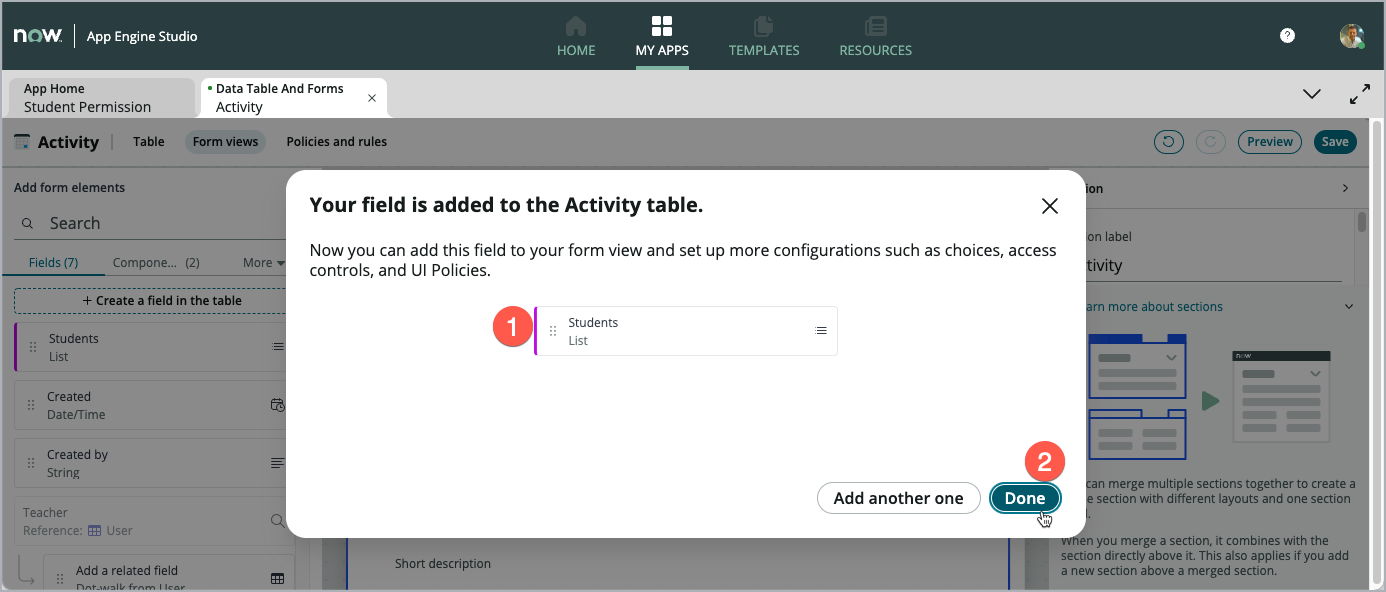 now
App Engine Studio
HOME
MY APPS
TEMPLATES
RESOURCES
?
App Home
Student Permission
Data Table And Forms
Activity
Activity
Table
Form views
Policies and rules
Preview
Save
Add form elements
Search
Fields (7)
Compone... (2)
More
+ Create a field in the table
Students
List
Created
Date/Time
Created by
String
Teacher
Reference: User
Add a related field
Dot-walk from User
Your field is added to the Activity table.
Now you can add this field to your form view and set up more configurations such as choices, access
controls, and UI Policies.
1
Students
List
2
Add another one
Done
Short description
ion
on label
tivity
arn more about sections
now
can merge multiple sections together to create a
e section with different layouts and one section
When you merge a section, it combines with the
section directly above it. This also applies if you add
a new section above a merged section.